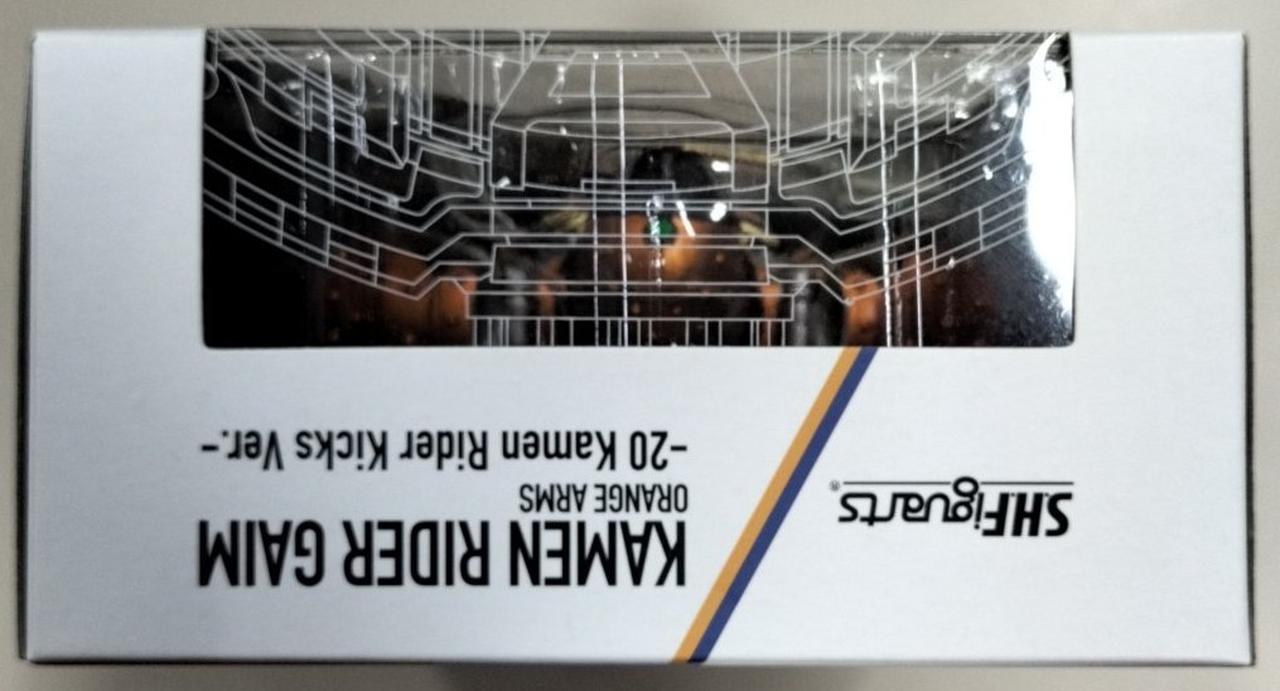 S.H.Figuarts®
KAMEN RIDER GAIM
ORANGE ARMS
-20 Kamen Rider Kicks Ver.-